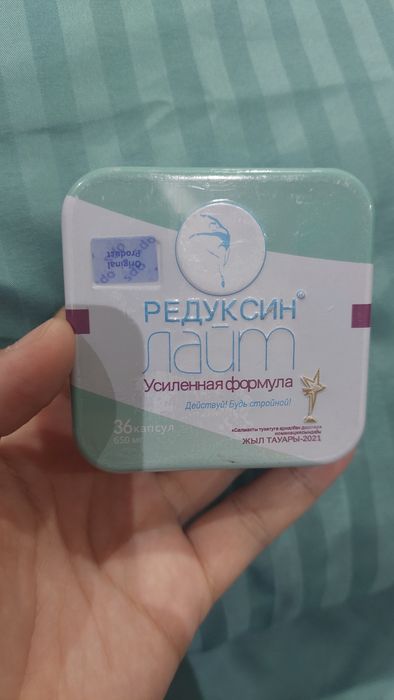 Original
Product
РЕДУКСИН®
Лайт
Усиленная формула
Действуй! Будь стройной!
36 капсул
650 мг
ЖЫЛ ТАУАРЫ-2021